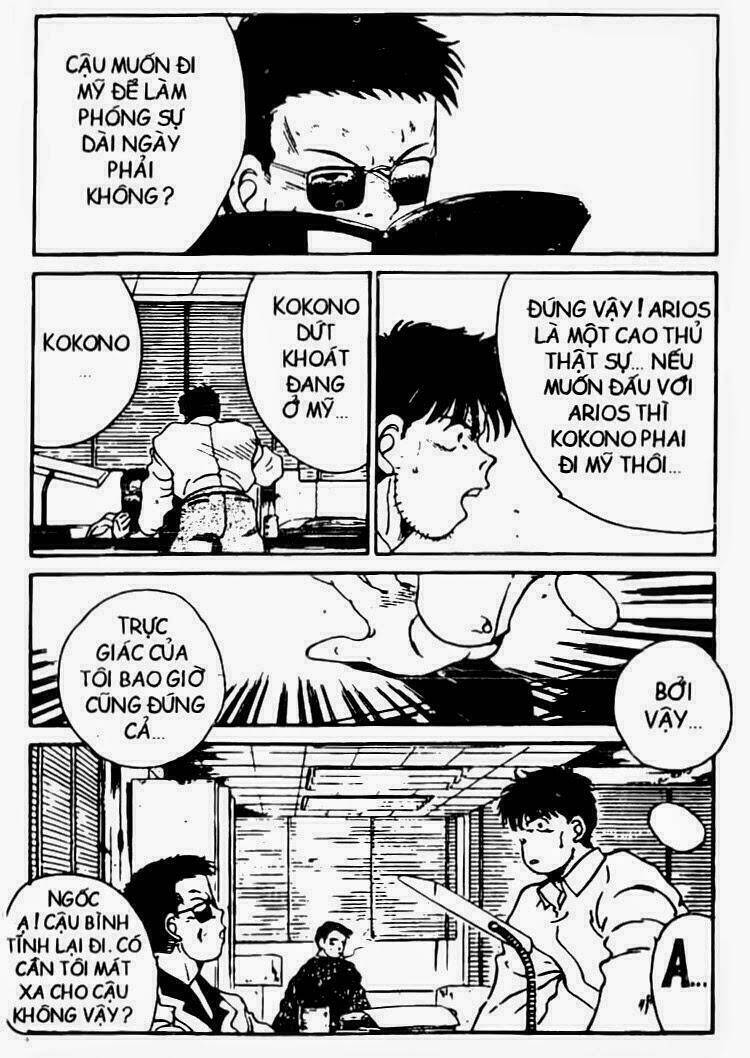 CẬU MUỐN ĐI
MỸ ĐỂ LÀM
PHÓNG SỰ
DÀI NGÀY
PHẢI
KHÔNG?
KOKONO
...
KOKONO
DỨT
KHOÁT
ĐANG
Ở MỸ...
ĐÚNG VẬY! ARIOS
LÀ MỘT CAO THỦ
THẬT SỰ... NẾU
MUỐN ĐẤU VỚI
ARIOS THÌ
KOKONO PHAI
ĐI MỸ THÔI...
TRỰC
GIÁC CỦA
TÔI BAO GIỜ
CŨNG ĐÚNG
CẢ...
BỞI
VẬY...
NGỐC
Ạ! CẬU BÌNH
TĨNH LẠI ĐI. CÓ
CẦN TÔI MÁT
XA CHO CẬU
KHÔNG VẬY?
A...